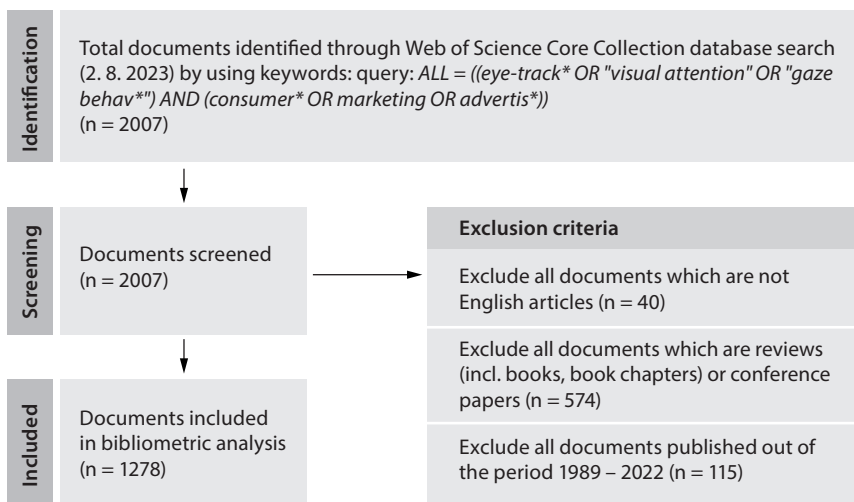 Identification
Total documents identified through Web of Science Core Collection database search
(2. 8. 2023) by using keywords: query: ALL = ((eye-track* OR "visual attention" OR "gaze
behav*") AND (consumer* OR marketing OR advertis*))
(n = 2007)
Screening
Documents screened
(n = 2007)
Exclusion criteria
Exclude all documents which are not
English articles (n = 40)
Exclude all documents which are reviews
(incl. books, book chapters) or conference
papers (n = 574)
Exclude all documents published out of
the period 1989 – 2022 (n = 115)
Included
Documents included
in bibliometric analysis
(n = 1278)